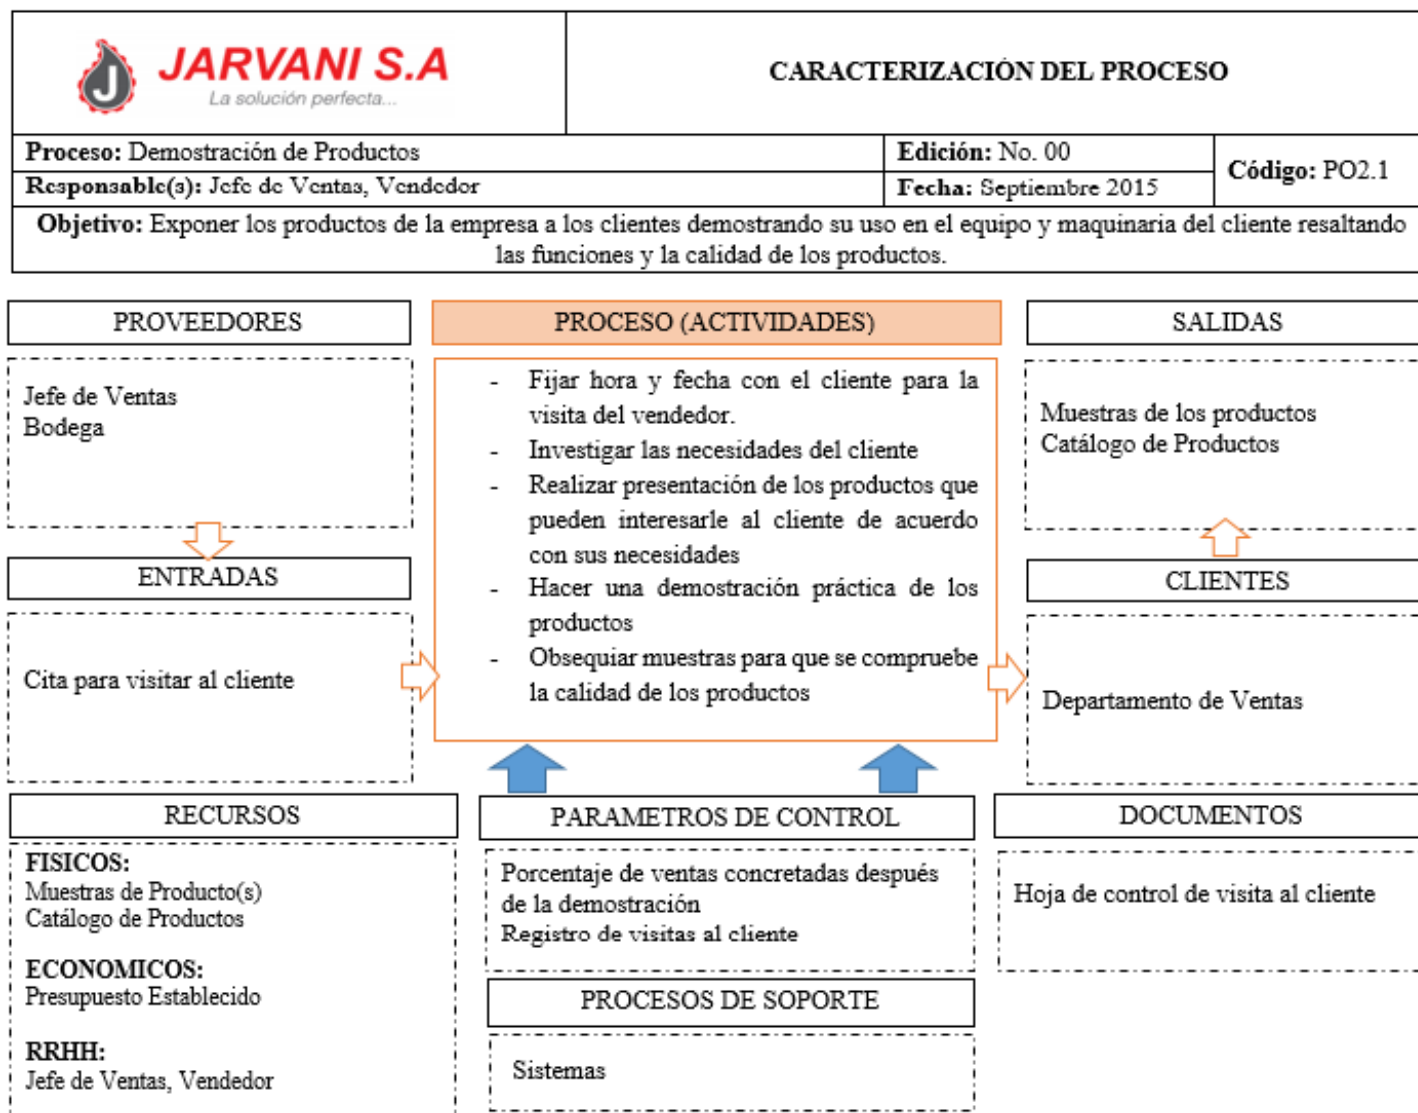 JARVANI S.A
La solución perfecta...
CARACTERIZACIÓN DEL PROCESO
Proceso: Demostración de Productos
Edición: No. 00
Código: PO2.1
Responsable(s): Jefe de Ventas, Vendedor
Fecha: Septiembre 2015
Objetivo: Exponer los productos de la empresa a los clientes demostrando su uso en el equipo y maquinaria del cliente resaltando
las funciones y la calidad de los productos.
PROVEEDORES
Jefe de Ventas
Bodega
ENTRADAS
Cita para visitar al cliente
PROCESO (ACTIVIDADES)
- Fijar hora y fecha con el cliente para la
visita del vendedor.
- Investigar las necesidades del cliente
- Realizar presentación de los productos que
pueden interesarle al cliente de acuerdo
con sus necesidades
- Hacer una demostración práctica de los
productos
- Obsequiar muestras para que se compruebe
la calidad de los productos
SALIDAS
Muestras de los productos
Catálogo de Productos
CLIENTES
Departamento de Ventas
RECURSOS
FISICOS:
Muestras de Producto(s)
Catálogo de Productos
ECONOMICOS:
Presupuesto Establecido
RRHH:
Jefe de Ventas, Vendedor
PARAMETROS DE CONTROL
Porcentaje de ventas concretadas después
de la demostración
Registro de visitas al cliente
PROCESOS DE SOPORTE
Sistemas
DOCUMENTOS
Hoja de control de visita al cliente